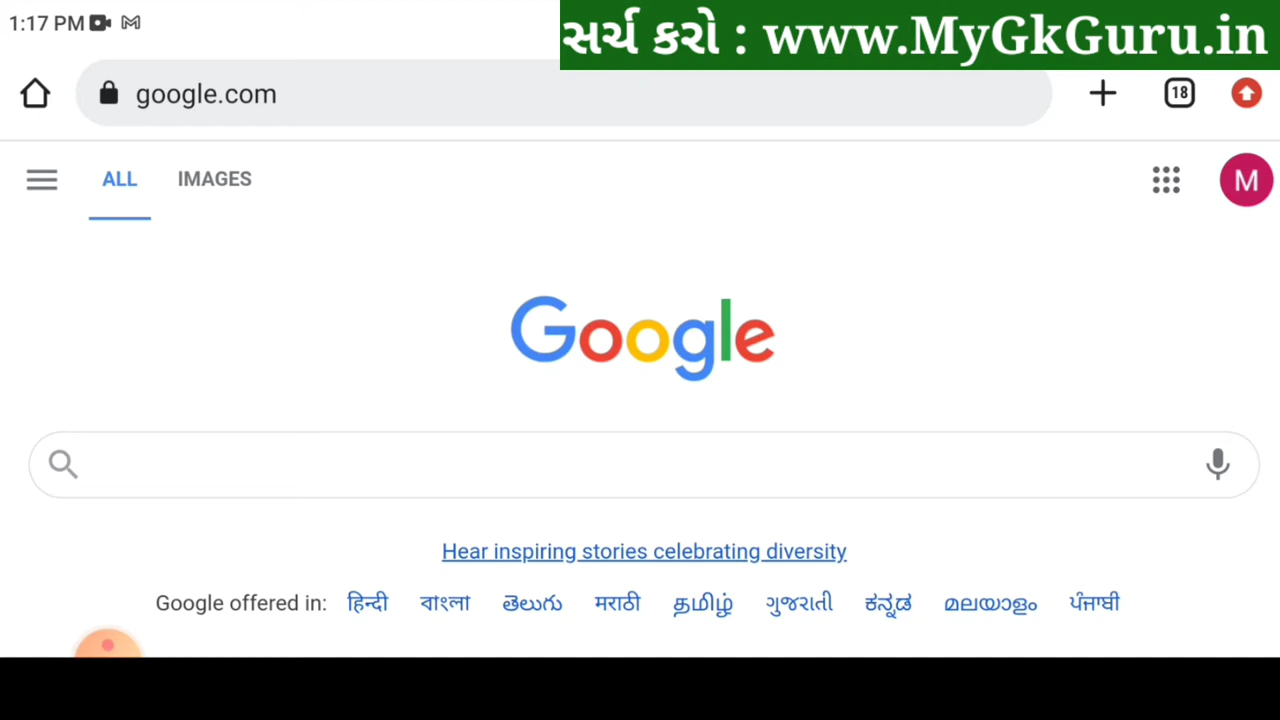 1:17 PM
સર્ચ કરો : www.MyGkGuru.in
google.com
18
ALL IMAGES
M
Google
Hear inspiring stories celebrating diversity
Google offered in: हिन्दी বাংলা తెలుగు मराठी தமிழ் ગુજરાતી ಕನ್ನಡ മലയാളം ਪੰਜਾਬੀ